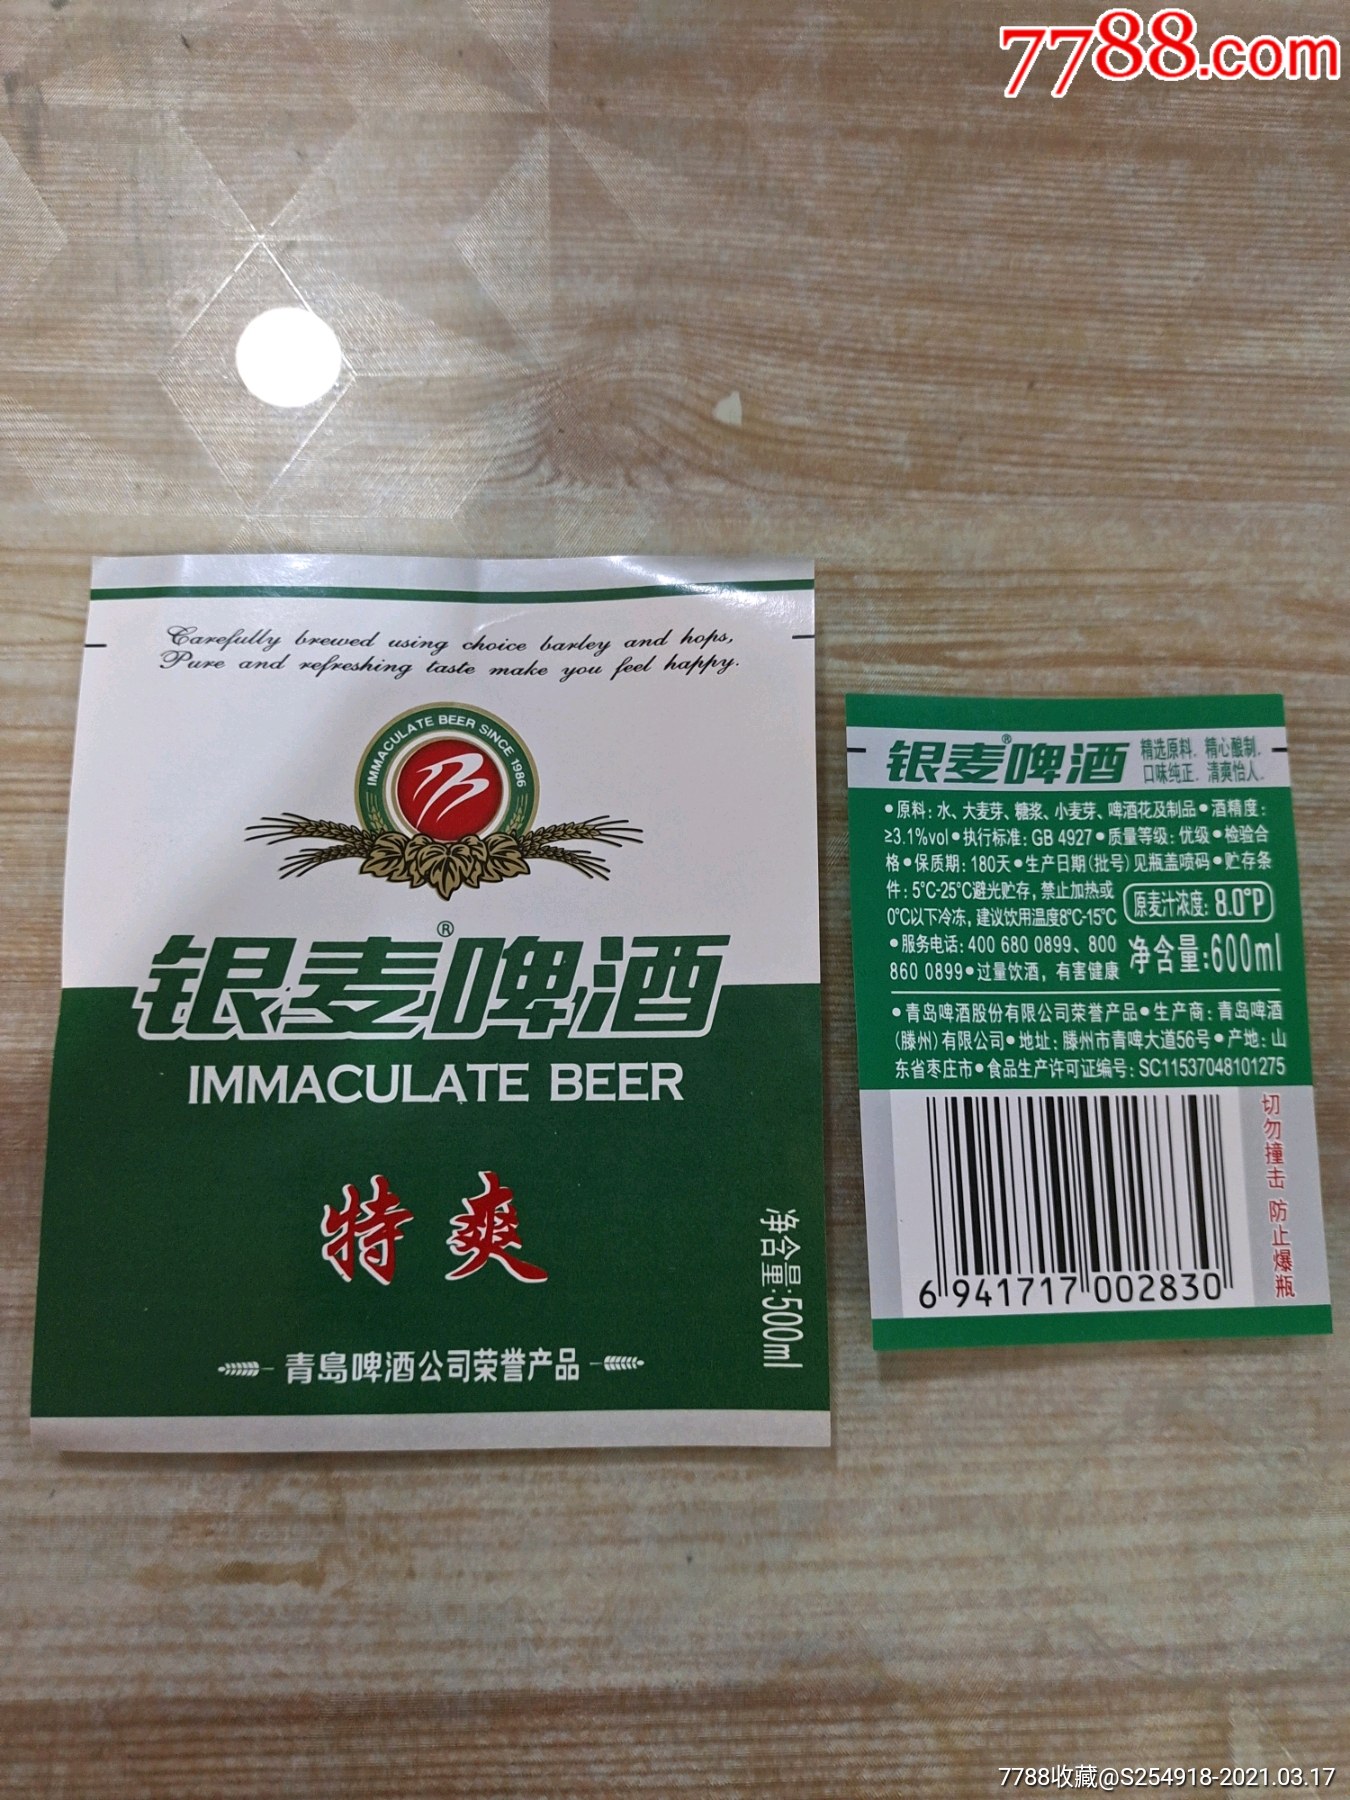 7788.com
Carefully brewed using choice barley and hops,
Pure and refreshing taste make you feel happy.
IMMACULATE BEER SINCE 1986
银麦®啤酒
IMMACULATE BEER
特爽
净含量:500ml
青島啤酒公司荣誉产品
银麦®啤酒
精选原料、精心酿制、
口味纯正、清爽怡人。
●原料:水、大麦芽、糖浆、小麦芽、啤酒花及制品●酒精度:
≥3.1%vol●执行标准:GB 4927●质量等级:优级●检验合
格●保质期:180天●生产日期(批号)见瓶盖喷码●贮存条
件:5°C-25°C避光贮存,禁止加热或
0°C以下冷冻,建议饮用温度8°C-15°C
原麦汁浓度:8.0°P
●服务电话:400 680 0899、800
860 0899●过量饮酒,有害健康
净含量:600ml
●青岛啤酒股份有限公司荣誉产品●生产商:青岛啤酒
(滕州)有限公司●地址:滕州市青啤大道56号●产地:山
东省枣庄市●食品生产许可证编号:SC11537048101275
切勿撞击 防止爆瓶
6 941717 002830
7788收藏@S254918-2021.03.17